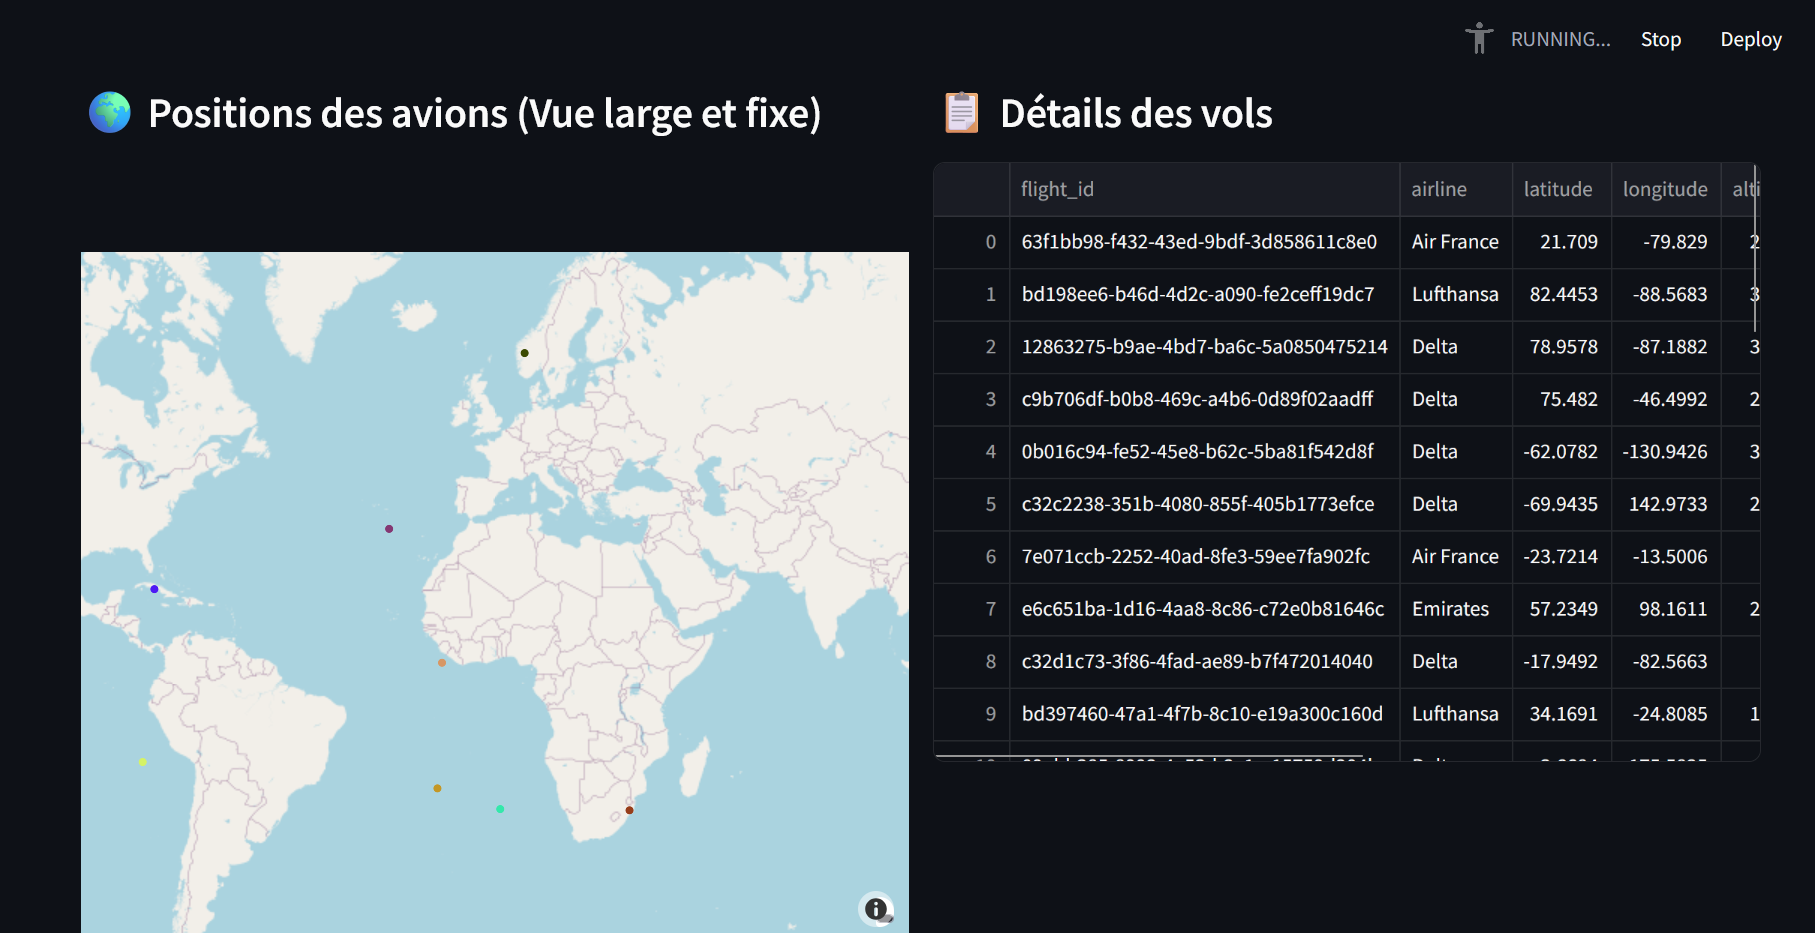 RUNNING... Stop Deploy
Positions des avions (Vue large et fixe)
Détails des vols
flight_id airline latitude longitude alti
0 63f1bb98-f432-43ed-9bdf-3d858611c8e0 Air France 21.709 -79.829 2
1 bd198ee6-b46d-4d2c-a090-fe2ceff19dc7 Lufthansa 82.4453 -88.5683 3
2 12863275-b9ae-4bd7-ba6c-5a0850475214 Delta 78.9578 -87.1882 3
3 c9b706df-b0b8-469c-a4b6-0d89f02aadff Delta 75.482 -46.4992 2
4 0b016c94-fe52-45e8-b62c-5ba81f542d8f Delta -62.0782 -130.9426 3
5 c32c2238-351b-4080-855f-405b1773efce Delta -69.9435 142.9733 2
6 7e071ccb-2252-40ad-8fe3-59ee7fa902fc Air France -23.7214 -13.5006
7 e6c651ba-1d16-4aa8-8c86-c72e0b81646c Emirates 57.2349 98.1611 2
8 c32d1c73-3f86-4fad-ae89-b7f472014040 Delta -17.9492 -82.5663
9 bd397460-47a1-4f7b-8c10-e19a300c160d Lufthansa 34.1691 -24.8085 1